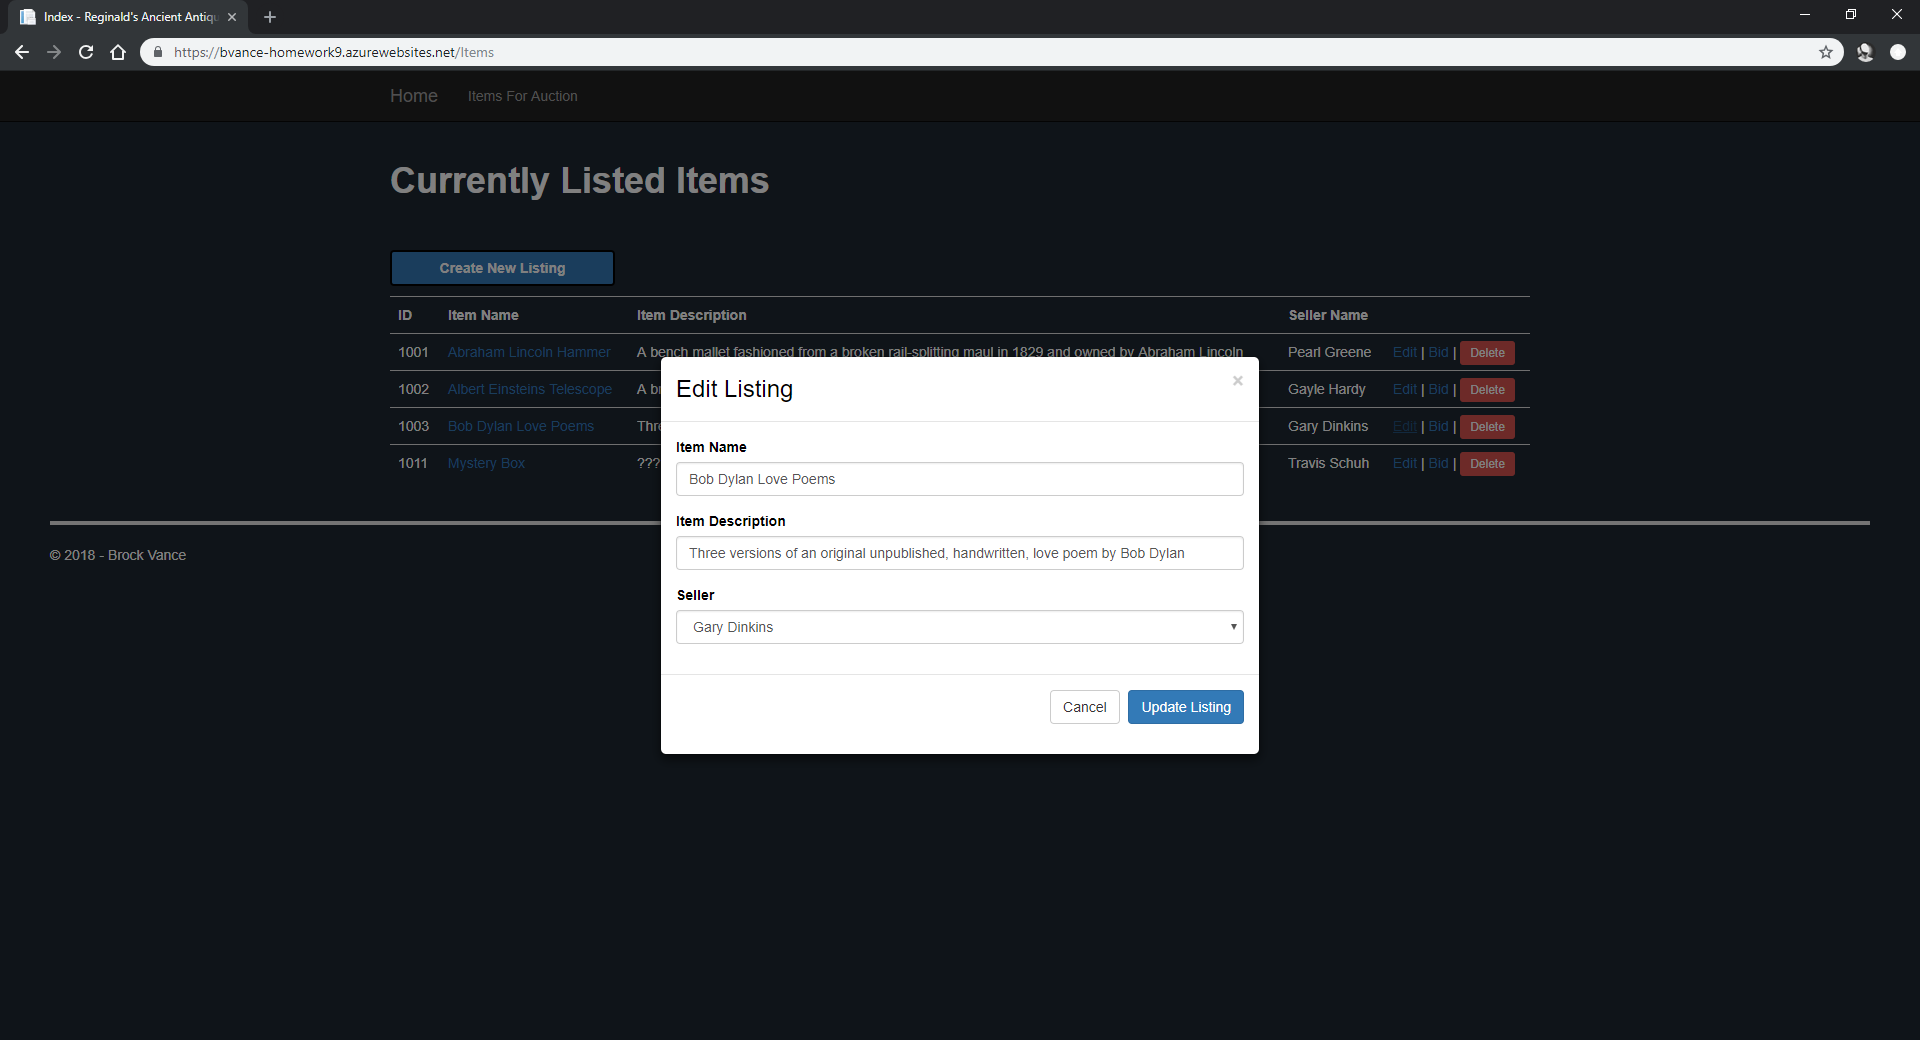 Index - Reginald's Ancient Antiqu
https://bvance-homework9.azurewebsites.net/Items
Home Items For Auction
Currently Listed Items
Create New Listing
ID Item Name Item Description Seller Name
1001 Abraham Lincoln Hammer A bench mallet fashioned from a broken rail-splitting maul in 1829 and owned by Abraham Lincoln Pearl Greene Edit | Bid | Delete
1002 Albert Einsteins Telescope A Gayle Hardy Edit | Bid | Delete
1003 Bob Dylan Love Poems Gary Dinkins Edit | Bid | Delete
1011 Mystery Box ??? Travis Schuh Edit | Bid | Delete
Edit Listing ×
Item Name
Bob Dylan Love Poems
Item Description
Three versions of an original unpublished, handwritten, love poem by Bob Dylan
Seller
Gary Dinkins
Cancel Update Listing
© 2018 - Brock Vance